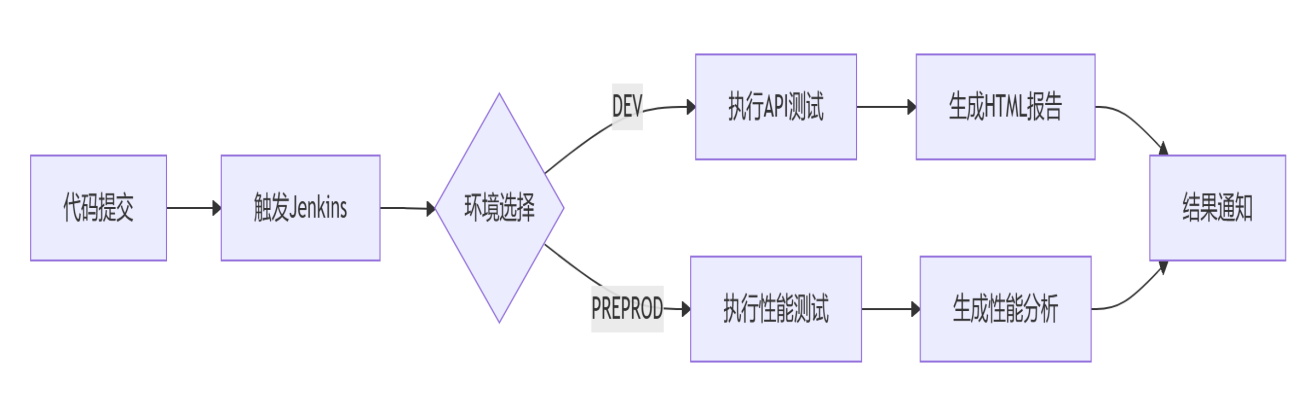 代码提交
触发Jenkins
环境选择
DEV
执行API测试
生成HTML报告
PREPROD
执行性能测试
生成性能分析
结果通知